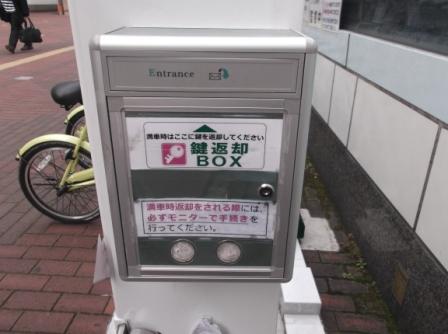 Entrance
満車時はここに鍵を返却してください
鍵返却
BOX
満車時返却をされる際には、
必ずモニターで手続きを
行ってください。